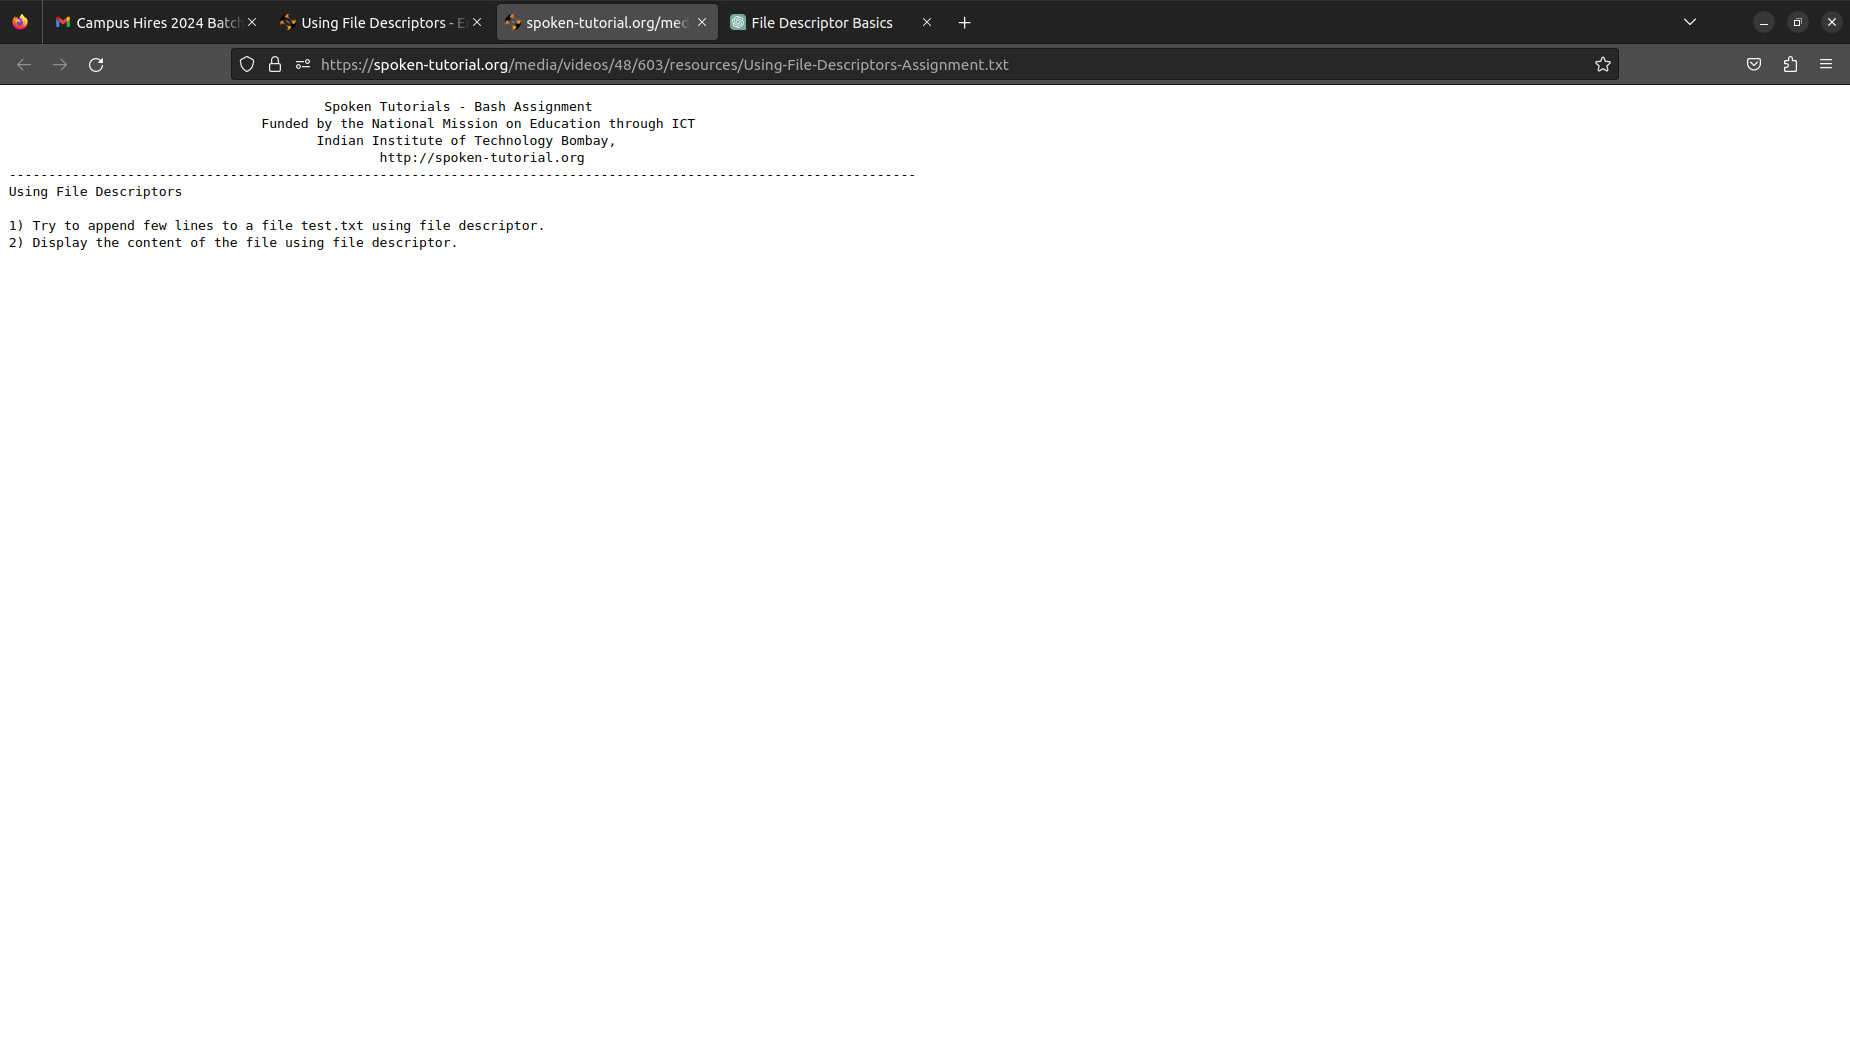 Campus Hires 2024 Batch
Using File Descriptors - E
spoken-tutorial.org/med
File Descriptor Basics
https://spoken-tutorial.org/media/videos/48/603/resources/Using-File-Descriptors-Assignment.txt
Spoken Tutorials - Bash Assignment
Funded by the National Mission on Education through ICT
Indian Institute of Technology Bombay,
http://spoken-tutorial.org
-------------------------------------------------------------------------------------------------------------------
Using File Descriptors
1) Try to append few lines to a file test.txt using file descriptor.
2) Display the content of the file using file descriptor.